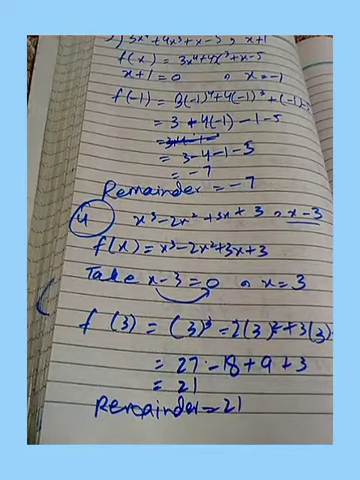 3x⁴+4x³+x-5, x+1
f(x) = 3x⁴+4x³+x-5
x+1=0, x=-1
f(-1) = 3(-1)⁴+4(-1)³+(-1)-5
= 3+4(-1)-1-5
= 3-4-1-5
= -7
Remainder = -7
4 x³-2x²+3x+3, x-3
f(x) = x³-2x²+3x+3
Take x-3=0, x=3
f(3) = (3)³-2(3)²+3(3)
= 27-18+9+3
= 21
Remainder = 21